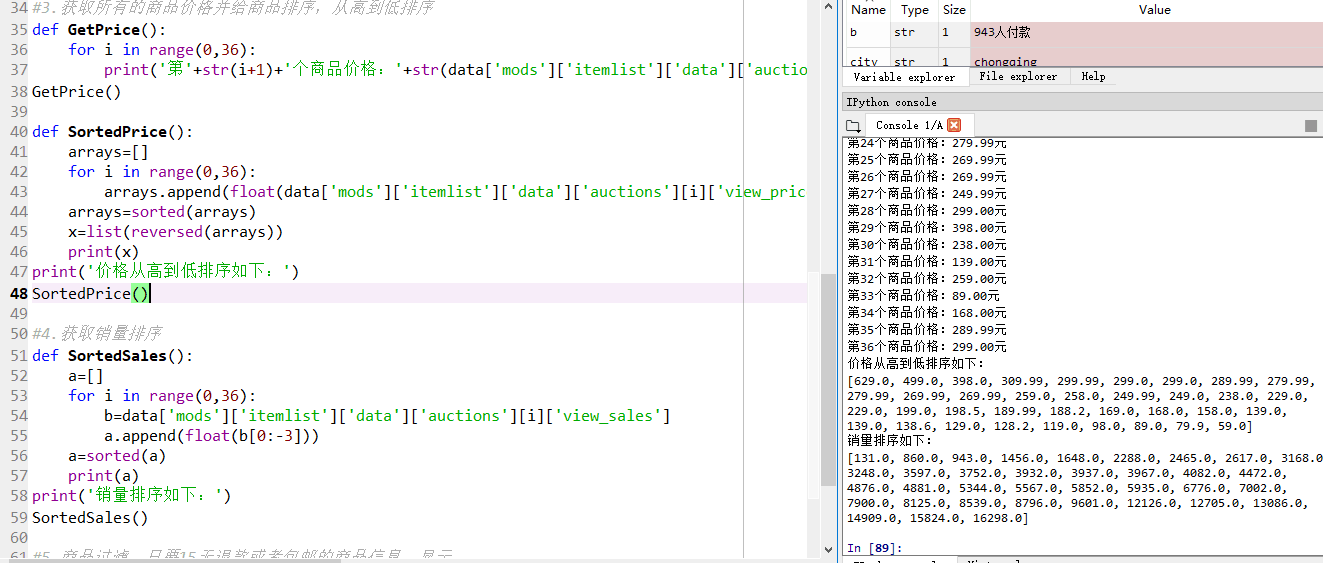 34 #3.获取所有的商品价格并给商品排序，从高到低排序
35 def GetPrice():
36 for i in range(0,36):
37 print('第'+str(i+1)+'个商品价格：'+str(data['mods']['itemlist']['data']['auctio
38 GetPrice()
39
40 def SortedPrice():
41 arrays=[]
42 for i in range(0,36):
43 arrays.append(float(data['mods']['itemlist']['data']['auctions'][i]['view_pric
44 arrays=sorted(arrays)
45 x=list(reversed(arrays))
46 print(x)
47 print('价格从高到低排序如下：')
48 SortedPrice()
49
50 #4.获取销量排序
51 def SortedSales():
52 a=[]
53 for i in range(0,36):
54 b=data['mods']['itemlist']['data']['auctions'][i]['view_sales']
55 a.append(float(b[0:-3]))
56 a=sorted(a)
57 print(a)
58 print('销量排序如下：')
59 SortedSales()
60
61
Name Type Size Value
b str 1 943人付款
city str 1 chongqing
Variable explorer File explorer Help
IPython console
Console 1/A
第24个商品价格：279.99元
第25个商品价格：269.99元
第26个商品价格：269.99元
第27个商品价格：249.99元
第28个商品价格：299.00元
第29个商品价格：398.00元
第30个商品价格：238.00元
第31个商品价格：139.00元
第32个商品价格：259.00元
第33个商品价格：89.00元
第34个商品价格：168.00元
第35个商品价格：289.99元
第36个商品价格：299.00元
价格从高到低排序如下：
[629.0, 499.0, 398.0, 309.99, 299.99, 299.0, 299.0, 289.99, 279.99,
279.99, 269.99, 269.99, 259.0, 258.0, 249.99, 249.0, 238.0, 229.0,
229.0, 199.0, 198.5, 189.99, 188.2, 169.0, 168.0, 158.0, 139.0,
139.0, 138.6, 129.0, 128.2, 119.0, 98.0, 89.0, 79.9, 59.0]
销量排序如下：
[131.0, 860.0, 943.0, 1456.0, 1648.0, 2288.0, 2465.0, 2617.0, 3168.0
3248.0, 3597.0, 3752.0, 3932.0, 3937.0, 3967.0, 4082.0, 4472.0,
4876.0, 4881.0, 5344.0, 5567.0, 5852.0, 5935.0, 6776.0, 7002.0,
7900.0, 8125.0, 8539.0, 8796.0, 9601.0, 12126.0, 12705.0, 13086.0,
14909.0, 15824.0, 16298.0]
In [89]: